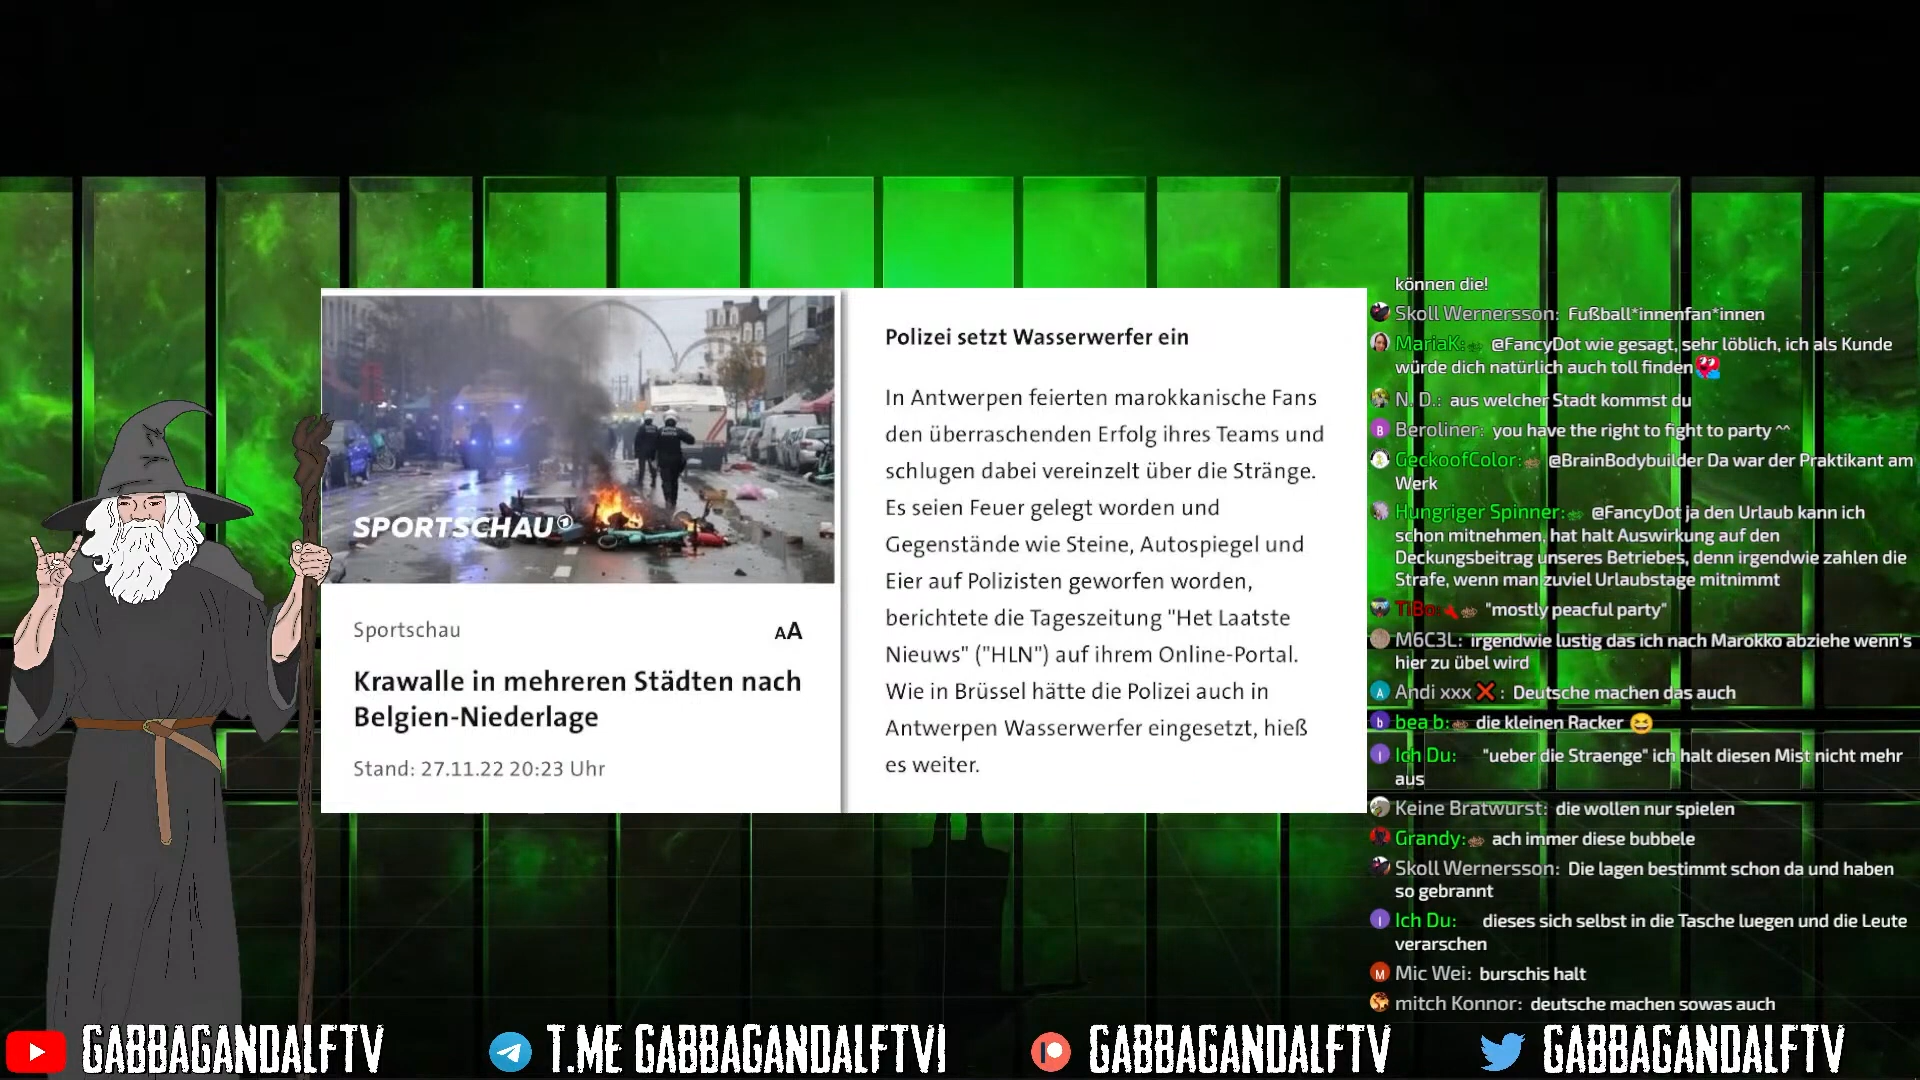 SPORTSCHAU
Sportschau
AA
Krawalle in mehreren Städten nach
Belgien-Niederlage
Stand: 27.11.22 20:23 Uhr
Polizei setzt Wasserwerfer ein
In Antwerpen feierten marokkanische Fans
den überraschenden Erfolg ihres Teams und
schlugen dabei vereinzelt über die Stränge.
Es seien Feuer gelegt worden und
Gegenstände wie Steine, Autospiegel und
Eier auf Polizisten geworfen worden,
berichtete die Tageszeitung "Het Laatste
Nieuws" ("HLN") auf ihrem Online-Portal.
Wie in Brüssel hätte die Polizei auch in
Antwerpen Wasserwerfer eingesetzt, hieß
es weiter.
können die!
Skoll Wernersson: Fußball*innenfan*innen
MariaK: @FancyDot wie gesagt, sehr löblich, ich als Kunde
würde dich natürlich auch toll finden
N. D.: aus welcher Stadt kommst du
B Beroliner: you have the right to fight to party ^^
GeckoofColor: @BrainBodybuilder Da war der Praktikant am
Werk
Hungriger Spinner: @FancyDot ja den Urlaub kann ich
schon mitnehmen, hat halt Auswirkung auf den
Deckungsbeitrag unseres Betriebes, denn irgendwie zahlen die
Strafe, wenn man zuviel Urlaubstage mitnimmt
TiBo: "mostly peacful party"
M6C3L: irgendwie lustig das ich nach Marokko abziehe wenn's
hier zu übel wird
A Andi xxx❌: Deutsche machen das auch
b bea b: die kleinen Racker 😆
I Ich Du: "ueber die Straenge" ich halt diesen Mist nicht mehr
aus
Keine Bratwurst: die wollen nur spielen
Grandy: ach immer diese bubbele
Skoll Wernersson: Die lagen bestimmt schon da und haben
so gebrannt
I Ich Du: dieses sich selbst in die Tasche luegen und die Leute
verarschen
M Mic Wei: burschis halt
mitch Konnor: deutsche machen sowas auch
GABBAGANDALFTV
T.ME GABBAGANDALFTV1
GABBAGANDALFTV
GABBAGANDALFTV